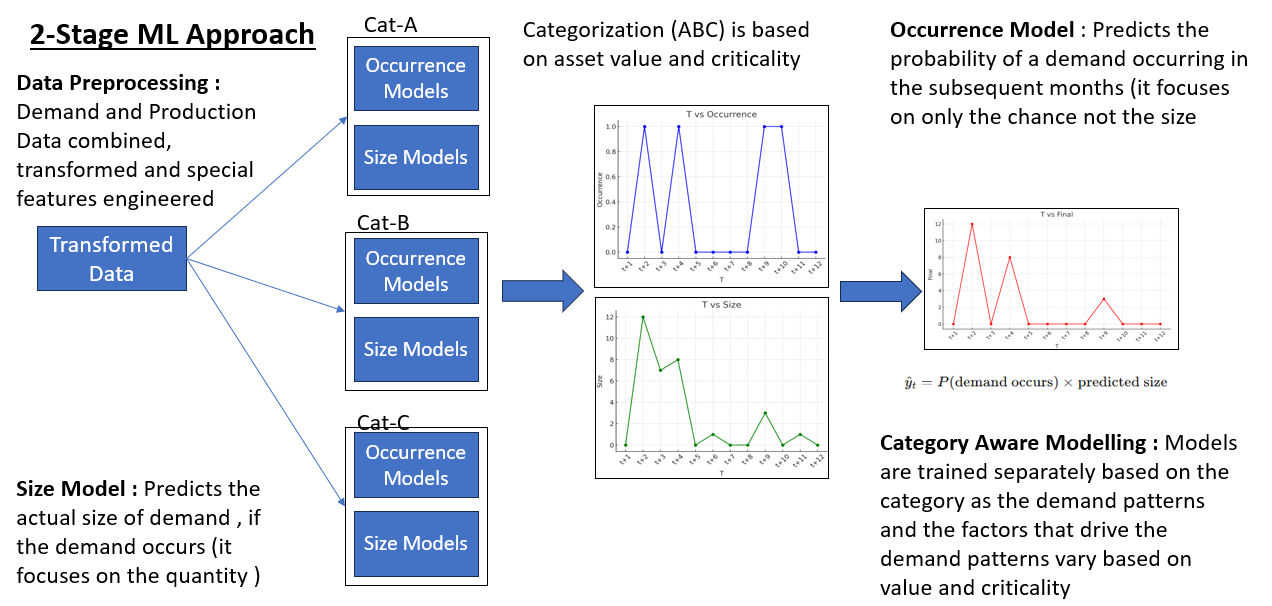 2-Stage ML Approach
Data Preprocessing :
Demand and Production
Data combined,
transformed and special
features engineered
Transformed
Data
Size Model : Predicts the
actual size of demand , if
the demand occurs (it
focuses on the quantity )
Cat-A
Occurrence
Models
Size Models
Cat-B
Occurrence
Models
Size Models
Cat-C
Occurrence
Models
Size Models
Categorization (ABC) is based
on asset value and criticality
T vs Occurrence
Occurrence
1.0
0.8
0.6
0.4
0.2
0.0
t+1 t+2 t+3 t+4 t+5 t+6 t+7 t+8 t+9 t+10 t+11 t+12
T
T vs Size
Size
12
10
8
6
4
2
0
t+1 t+2 t+3 t+4 t+5 t+6 t+7 t+8 t+9 t+10 t+11 t+12
T
Occurrence Model : Predicts the
probability of a demand occurring in
the subsequent months (it focuses
on only the chance not the size
T vs Final
Final
12
10
8
6
4
2
0
t+1 t+2 t+3 t+4 t+5 t+6 t+7 t+8 t+9 t+10 t+11 t+12
T
ŷₜ = P(demand occurs) × predicted size
Category Aware Modelling : Models
are trained separately based on the
category as the demand patterns
and the factors that drive the
demand patterns vary based on
value and criticality